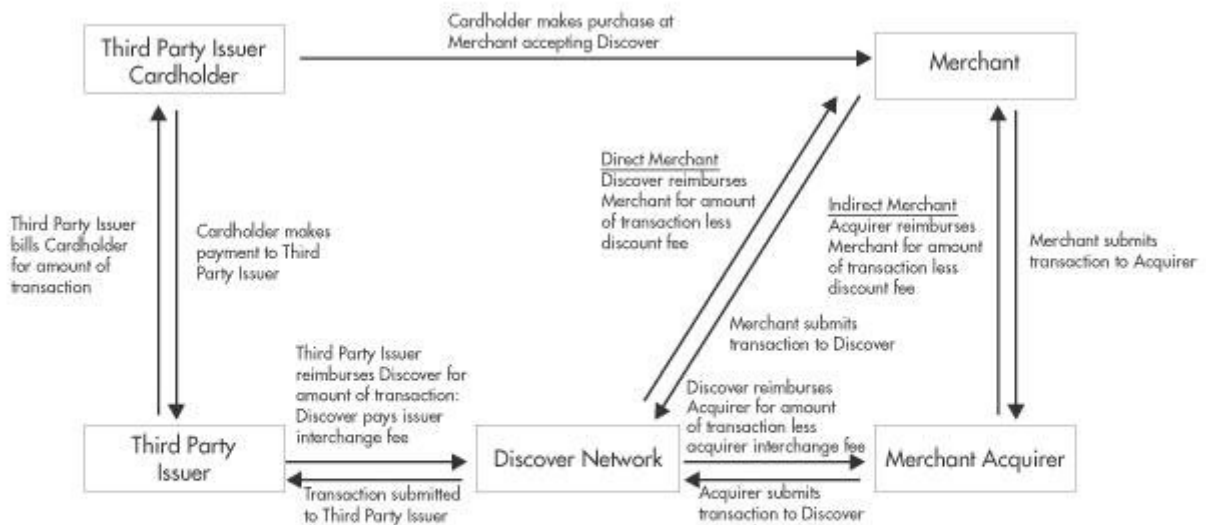 Cardholder makes purchase at
Merchant accepting Discover
Third Party Issuer
Cardholder
Merchant
Direct Merchant
Discover reimburses
Merchant for amount
of transaction less
discount fee
Indirect Merchant
Acquirer reimburses
Merchant for amount
of transaction less
discount fee
Third Party Issuer
bills Cardholder
for amount of
transaction
Cardholder makes
payment to Third
Party Issuer
Merchant submits
transaction to Acquirer
Merchant submits
transaction to Discover
Third Party Issuer
reimburses Discover for
amount of transaction:
Discover pays issuer
interchange fee
Discover reimburses
Acquirer for amount
of transaction less
acquirer interchange fee
Third Party
Issuer
Discover Network
Merchant Acquirer
Transaction submitted
to Third Party Issuer
Acquirer submits
transaction to Discover